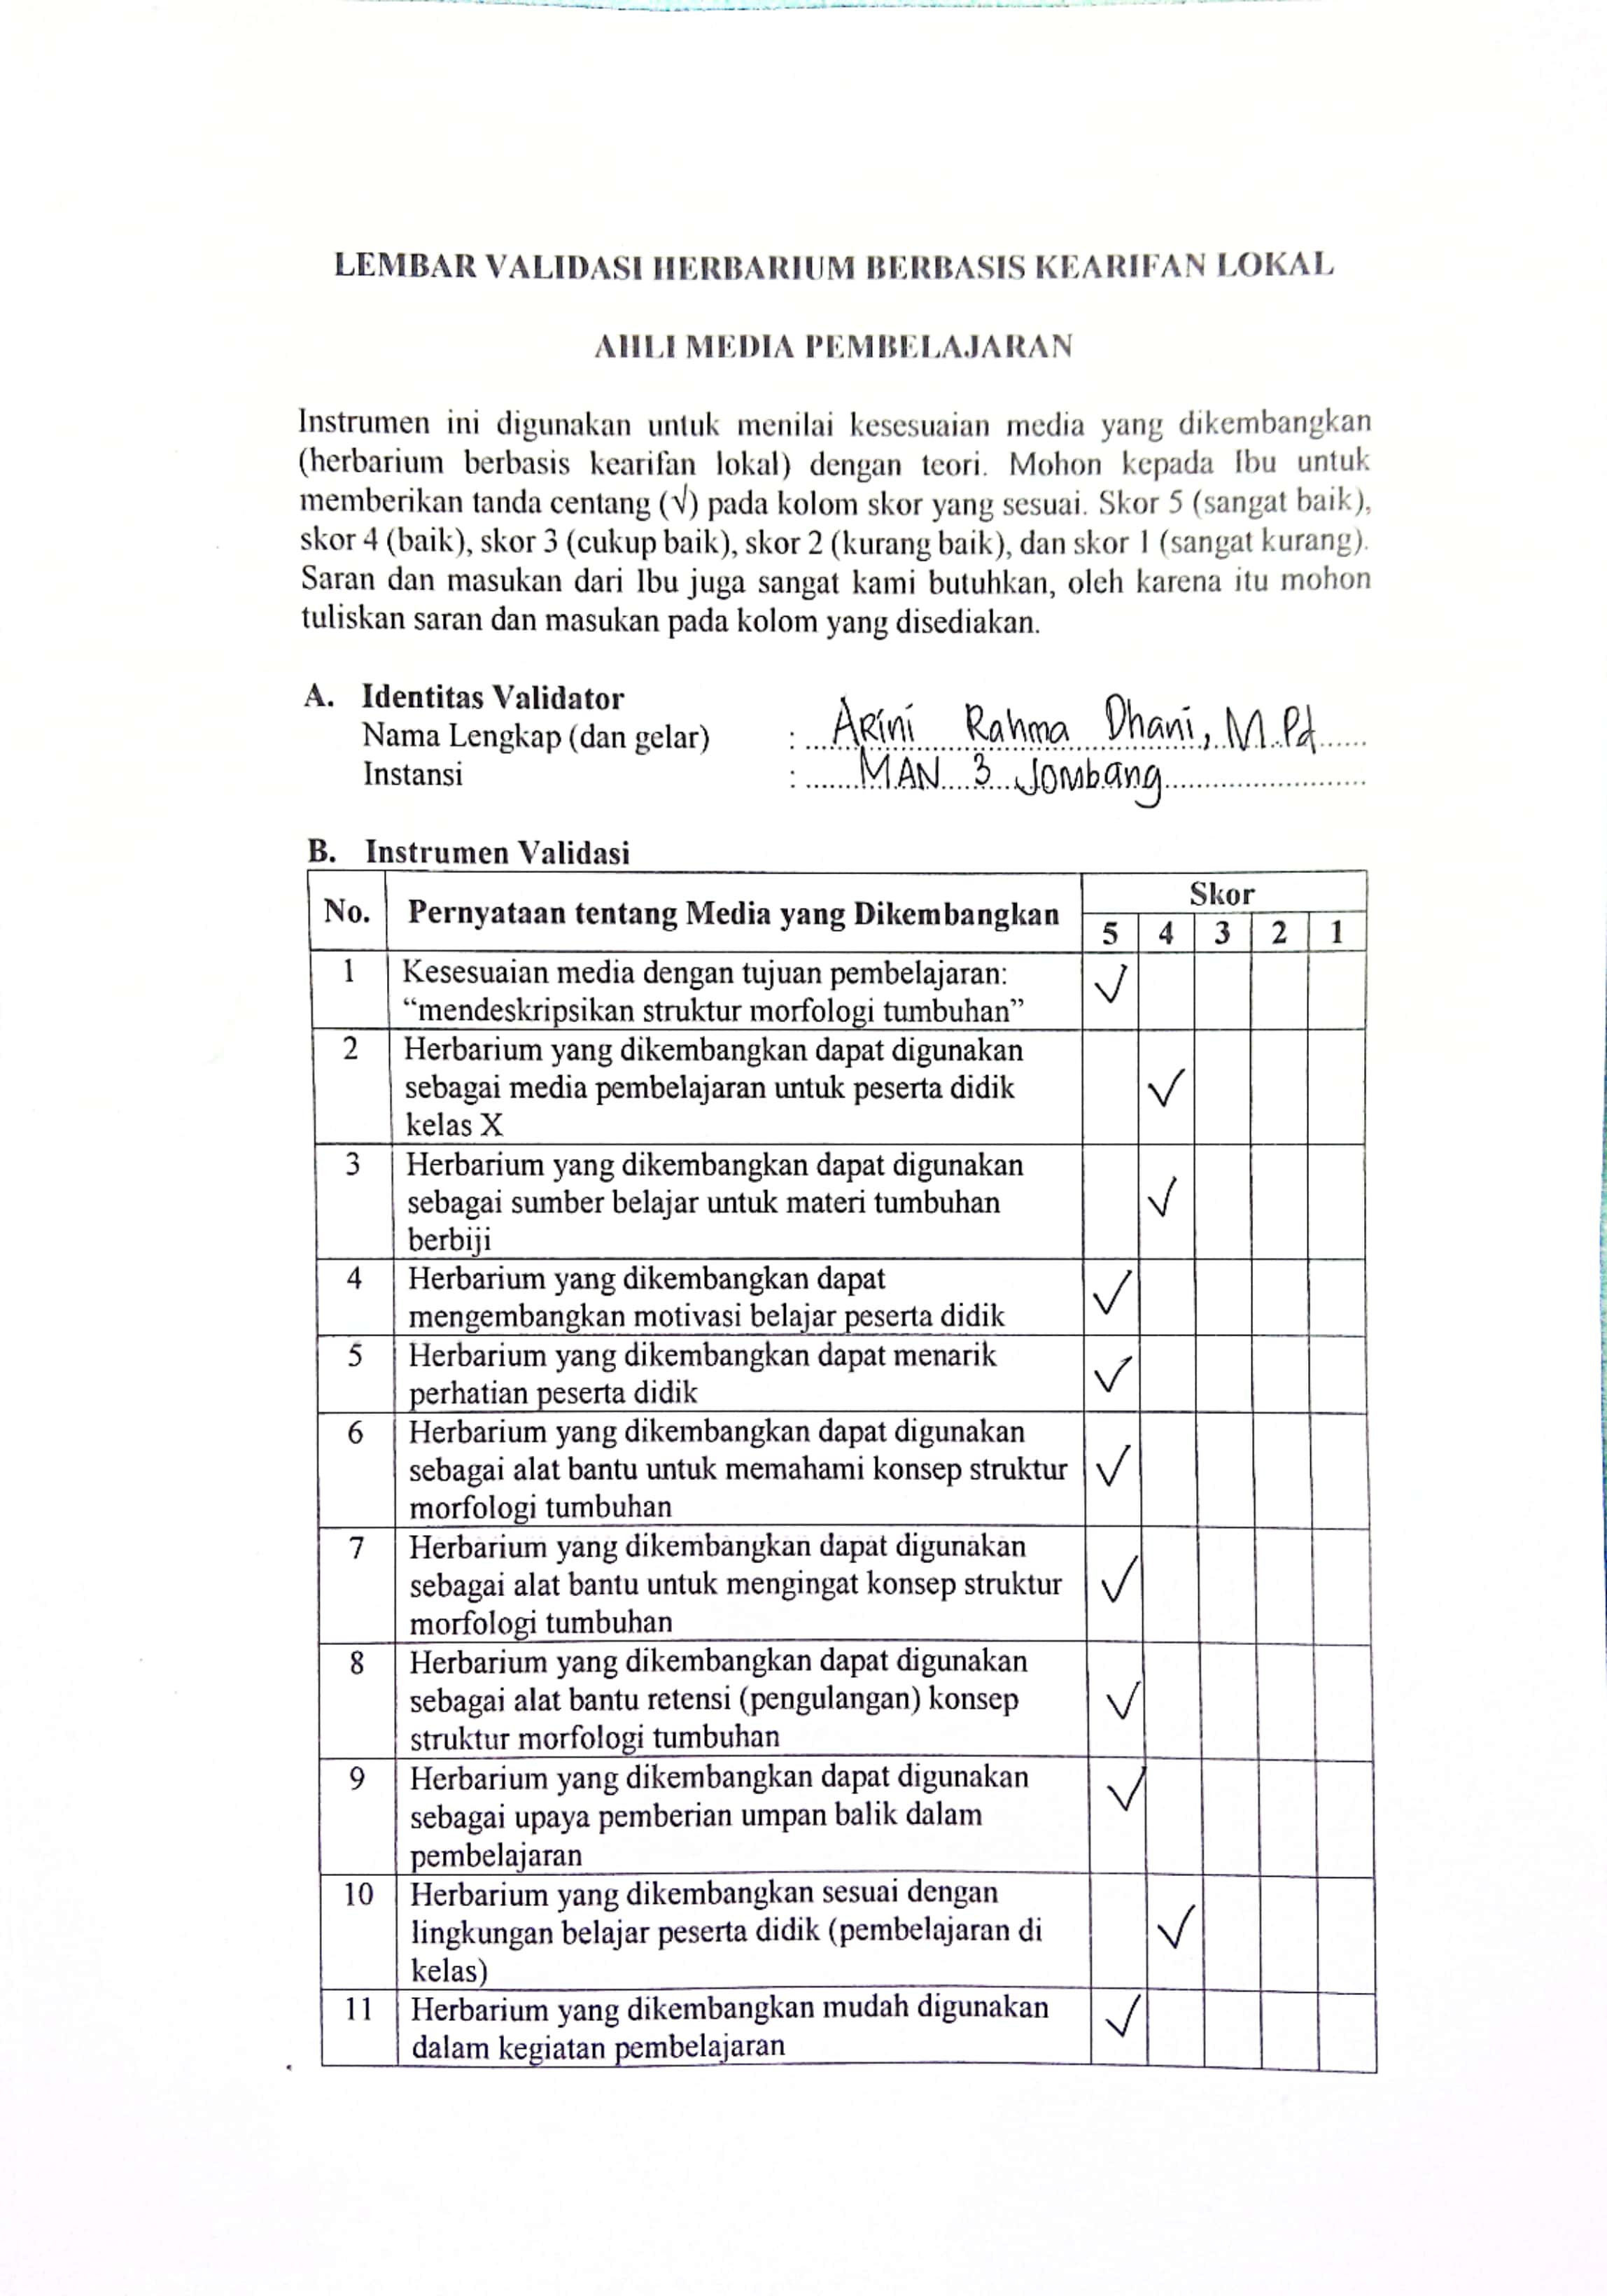 LEMBAR VALIDASI HERBARIUM BERBASIS KEARIFAN LOKAL
AHLI MEDIA PEMBELAJARAN
Instrumen ini digunakan untuk menilai kesesuaian media yang dikembangkan
(herbarium berbasis kearifan lokal) dengan teori. Mohon kepada Ibu untuk
memberikan tanda centang (√) pada kolom skor yang sesuai. Skor 5 (sangat baik),
skor 4 (baik), skor 3 (cukup baik), skor 2 (kurang baik), dan skor 1 (sangat kurang).
Saran dan masukan dari Ibu juga sangat kami butuhkan, oleh karena itu mohon
tuliskan saran dan masukan pada kolom yang disediakan.
A. Identitas Validator
Nama Lengkap (dan gelar) : Arini Rahma Dhani, M.Pd
Instansi : MAN 3 Jombang
B. Instrumen Validasi
No. Pernyataan tentang Media yang Dikembangkan Skor
5 4 3 2 1
1 Kesesuaian media dengan tujuan pembelajaran: √
“mendeskripsikan struktur morfologi tumbuhan”
2 Herbarium yang dikembangkan dapat digunakan
sebagai media pembelajaran untuk peserta didik √
kelas X
3 Herbarium yang dikembangkan dapat digunakan
sebagai sumber belajar untuk materi tumbuhan √
berbiji
4 Herbarium yang dikembangkan dapat √
mengembangkan motivasi belajar peserta didik
5 Herbarium yang dikembangkan dapat menarik √
perhatian peserta didik
6 Herbarium yang dikembangkan dapat digunakan
sebagai alat bantu untuk memahami konsep struktur √
morfologi tumbuhan
7 Herbarium yang dikembangkan dapat digunakan
sebagai alat bantu untuk mengingat konsep struktur √
morfologi tumbuhan
8 Herbarium yang dikembangkan dapat digunakan
sebagai alat bantu retensi (pengulangan) konsep √
struktur morfologi tumbuhan
9 Herbarium yang dikembangkan dapat digunakan √
sebagai upaya pemberian umpan balik dalam
pembelajaran
10 Herbarium yang dikembangkan sesuai dengan
lingkungan belajar peserta didik (pembelajaran di √
kelas)
11 Herbarium yang dikembangkan mudah digunakan √
dalam kegiatan pembelajaran